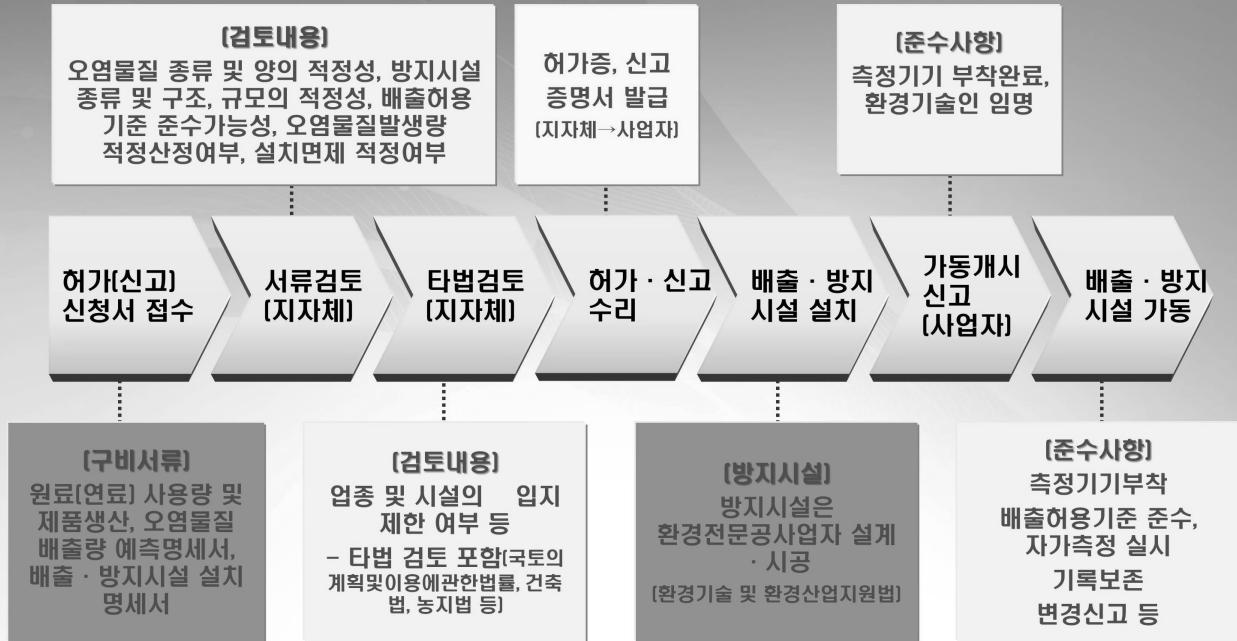 [검토내용]
오염물질 종류 및 양의 적정성, 방지시설
종류 및 구조, 규모의 적정성, 배출허용
기준 준수가능성, 오염물질발생량
적정산정여부, 설치면제 적정여부
허가증, 신고
증명서 발급
(지자체→사업자)
[준수사항]
측정기기 부착완료,
환경기술인 임명
허가(신고)
신청서 접수
서류검토
(지자체)
타법검토
(지자체)
허가 · 신고
수리
배출 · 방지
시설 설치
가동개시
신고
(사업자)
배출 · 방지
시설 가동
[구비서류]
원료(연료) 사용량 및
제품생산, 오염물질
배출량 예측명세서,
배출 · 방지시설 설치
명세서
[검토내용]
업종 및 시설의 입지
제한 여부 등
– 타법 검토 포함(국토의
계획및이용에관한법률, 건축
법, 농지법 등)
[방지시설]
방지시설은
환경전문공사업자 설계
· 시공
(환경기술 및 환경산업지원법)
[준수사항]
측정기기부착
배출허용기준 준수,
자가측정 실시
기록보존
변경신고 등